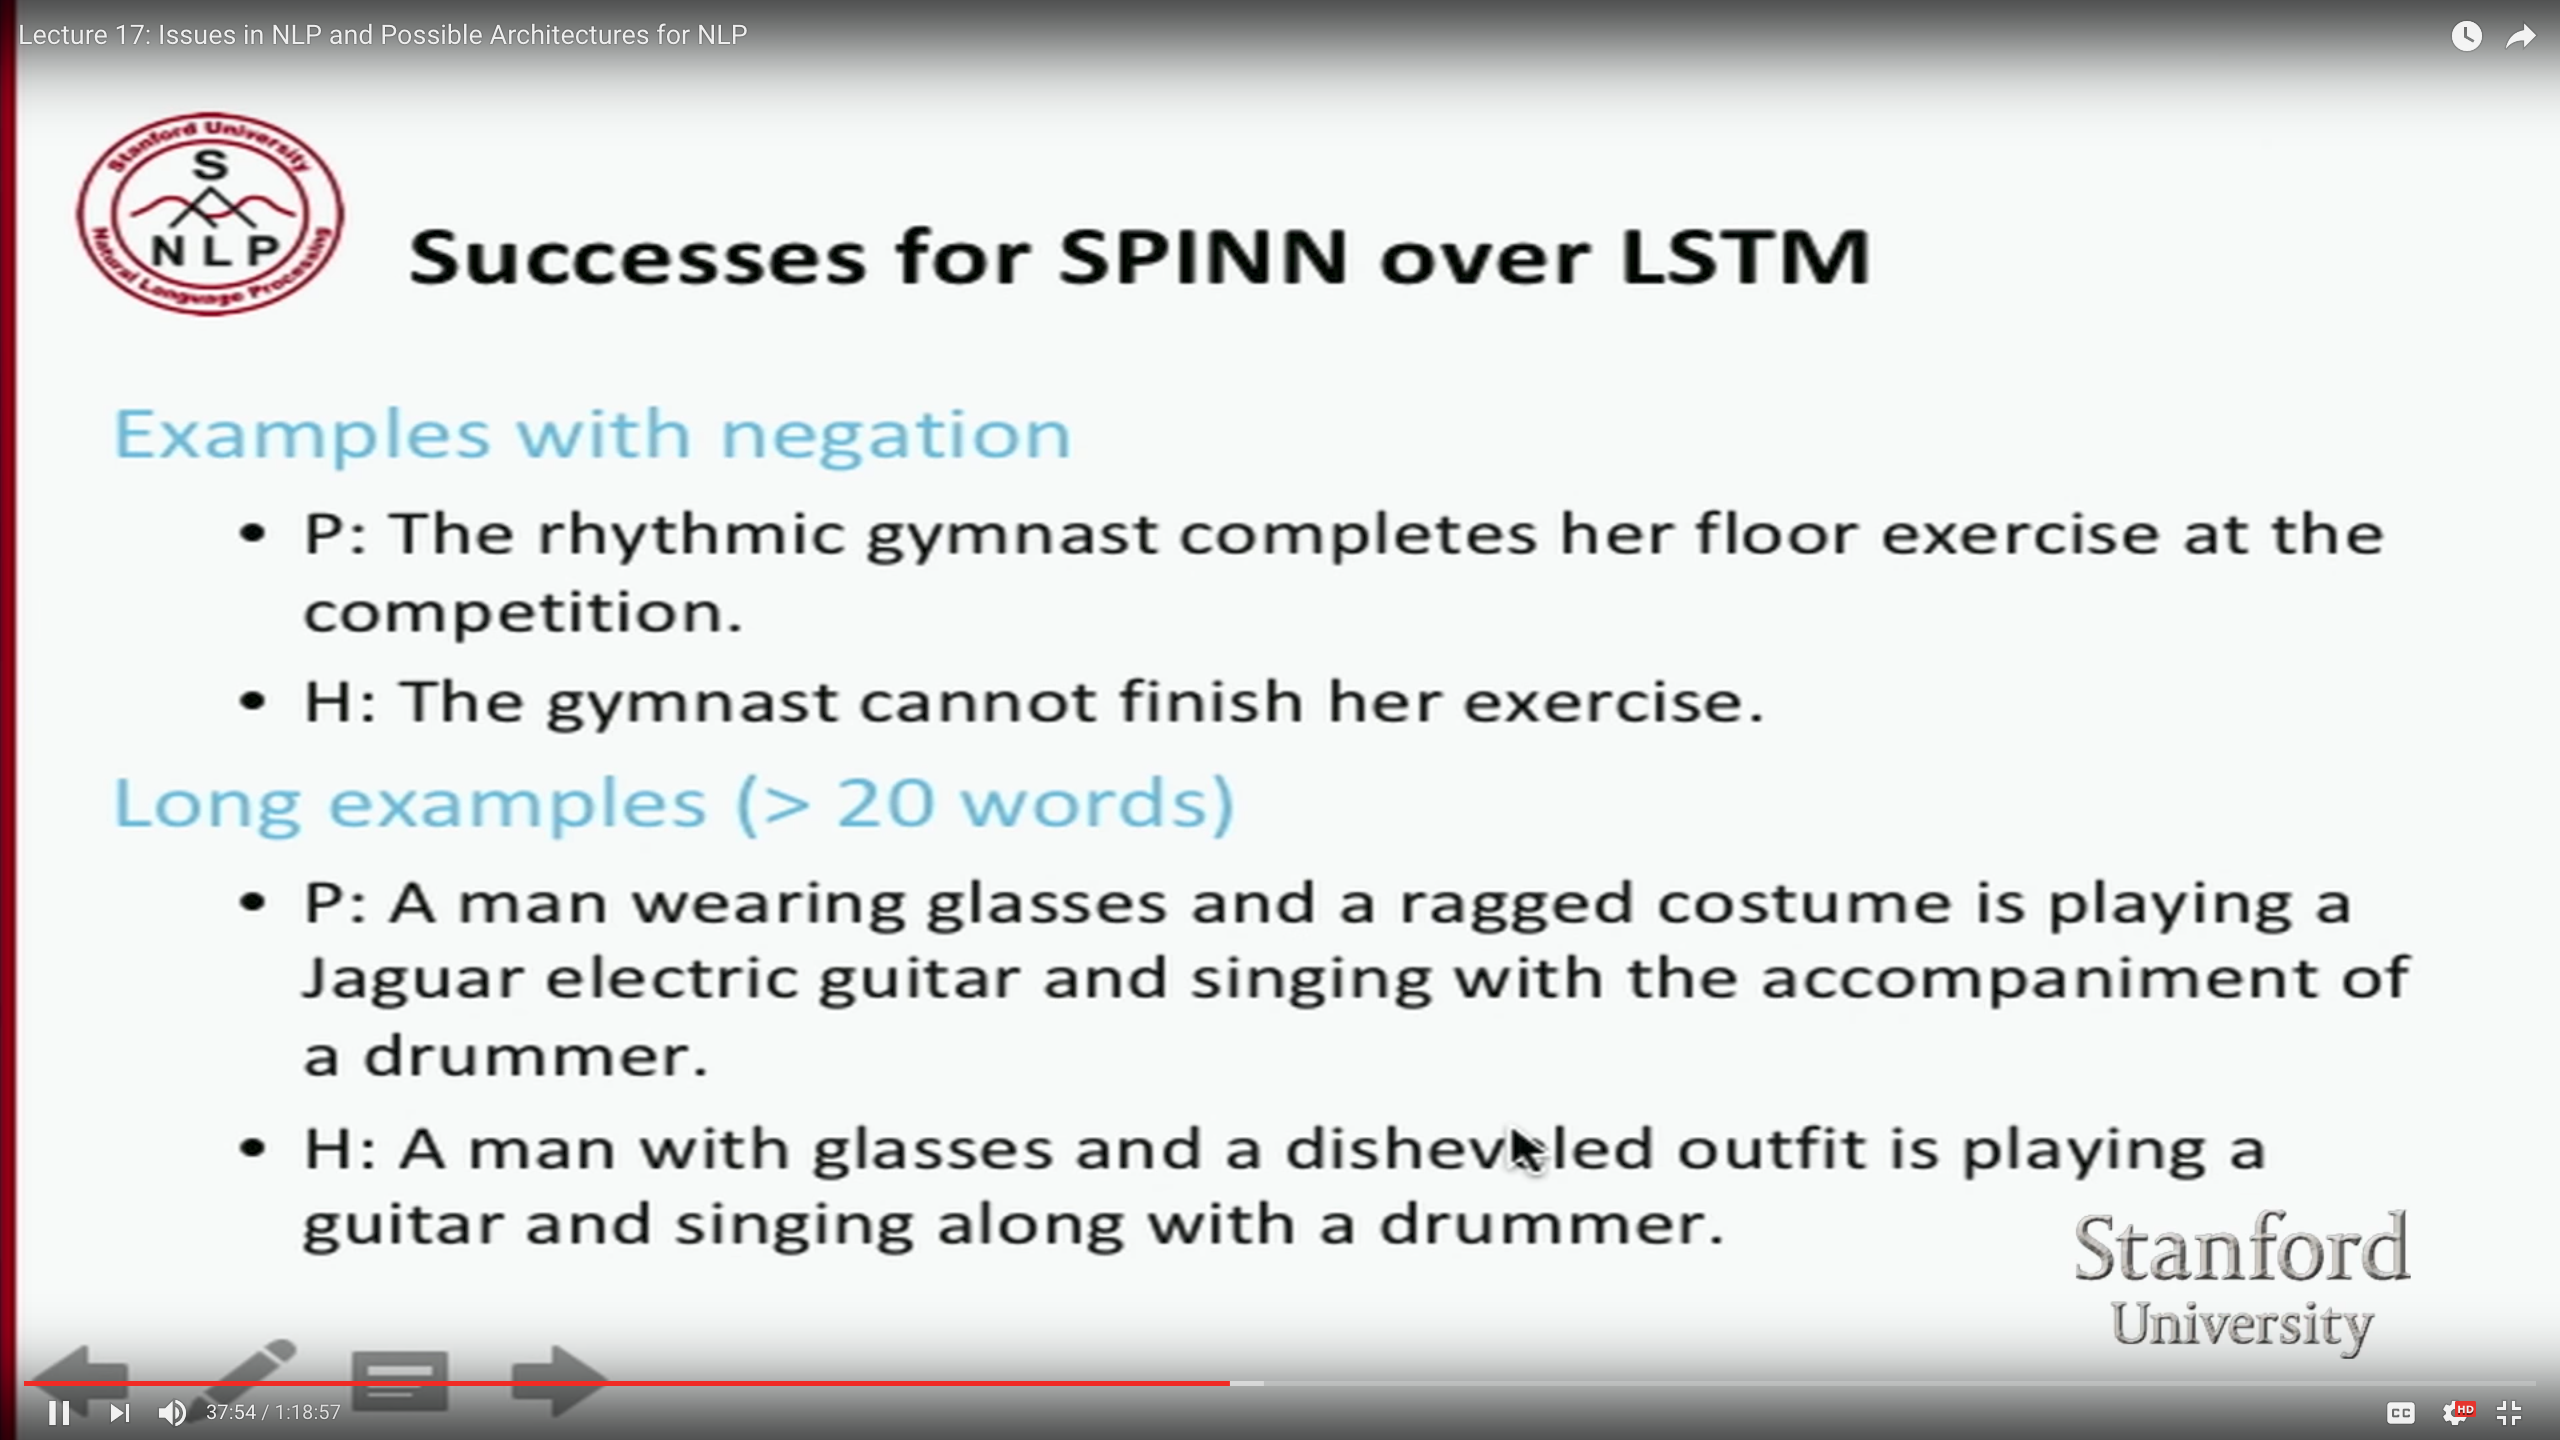 Lecture 17: Issues in NLP and Possible Architectures for NLP
Stanford University
S
NLP
Natural Language Processing
Successes for SPINN over LSTM
Examples with negation
• P: The rhythmic gymnast completes her floor exercise at the
competition.
• H: The gymnast cannot finish her exercise.
Long examples (> 20 words)
• P: A man wearing glasses and a ragged costume is playing a
Jaguar electric guitar and singing with the accompaniment of
a drummer.
• H: A man with glasses and a disheveled outfit is playing a
guitar and singing along with a drummer.
Stanford
University
37:54 / 1:18:57
CC
HD